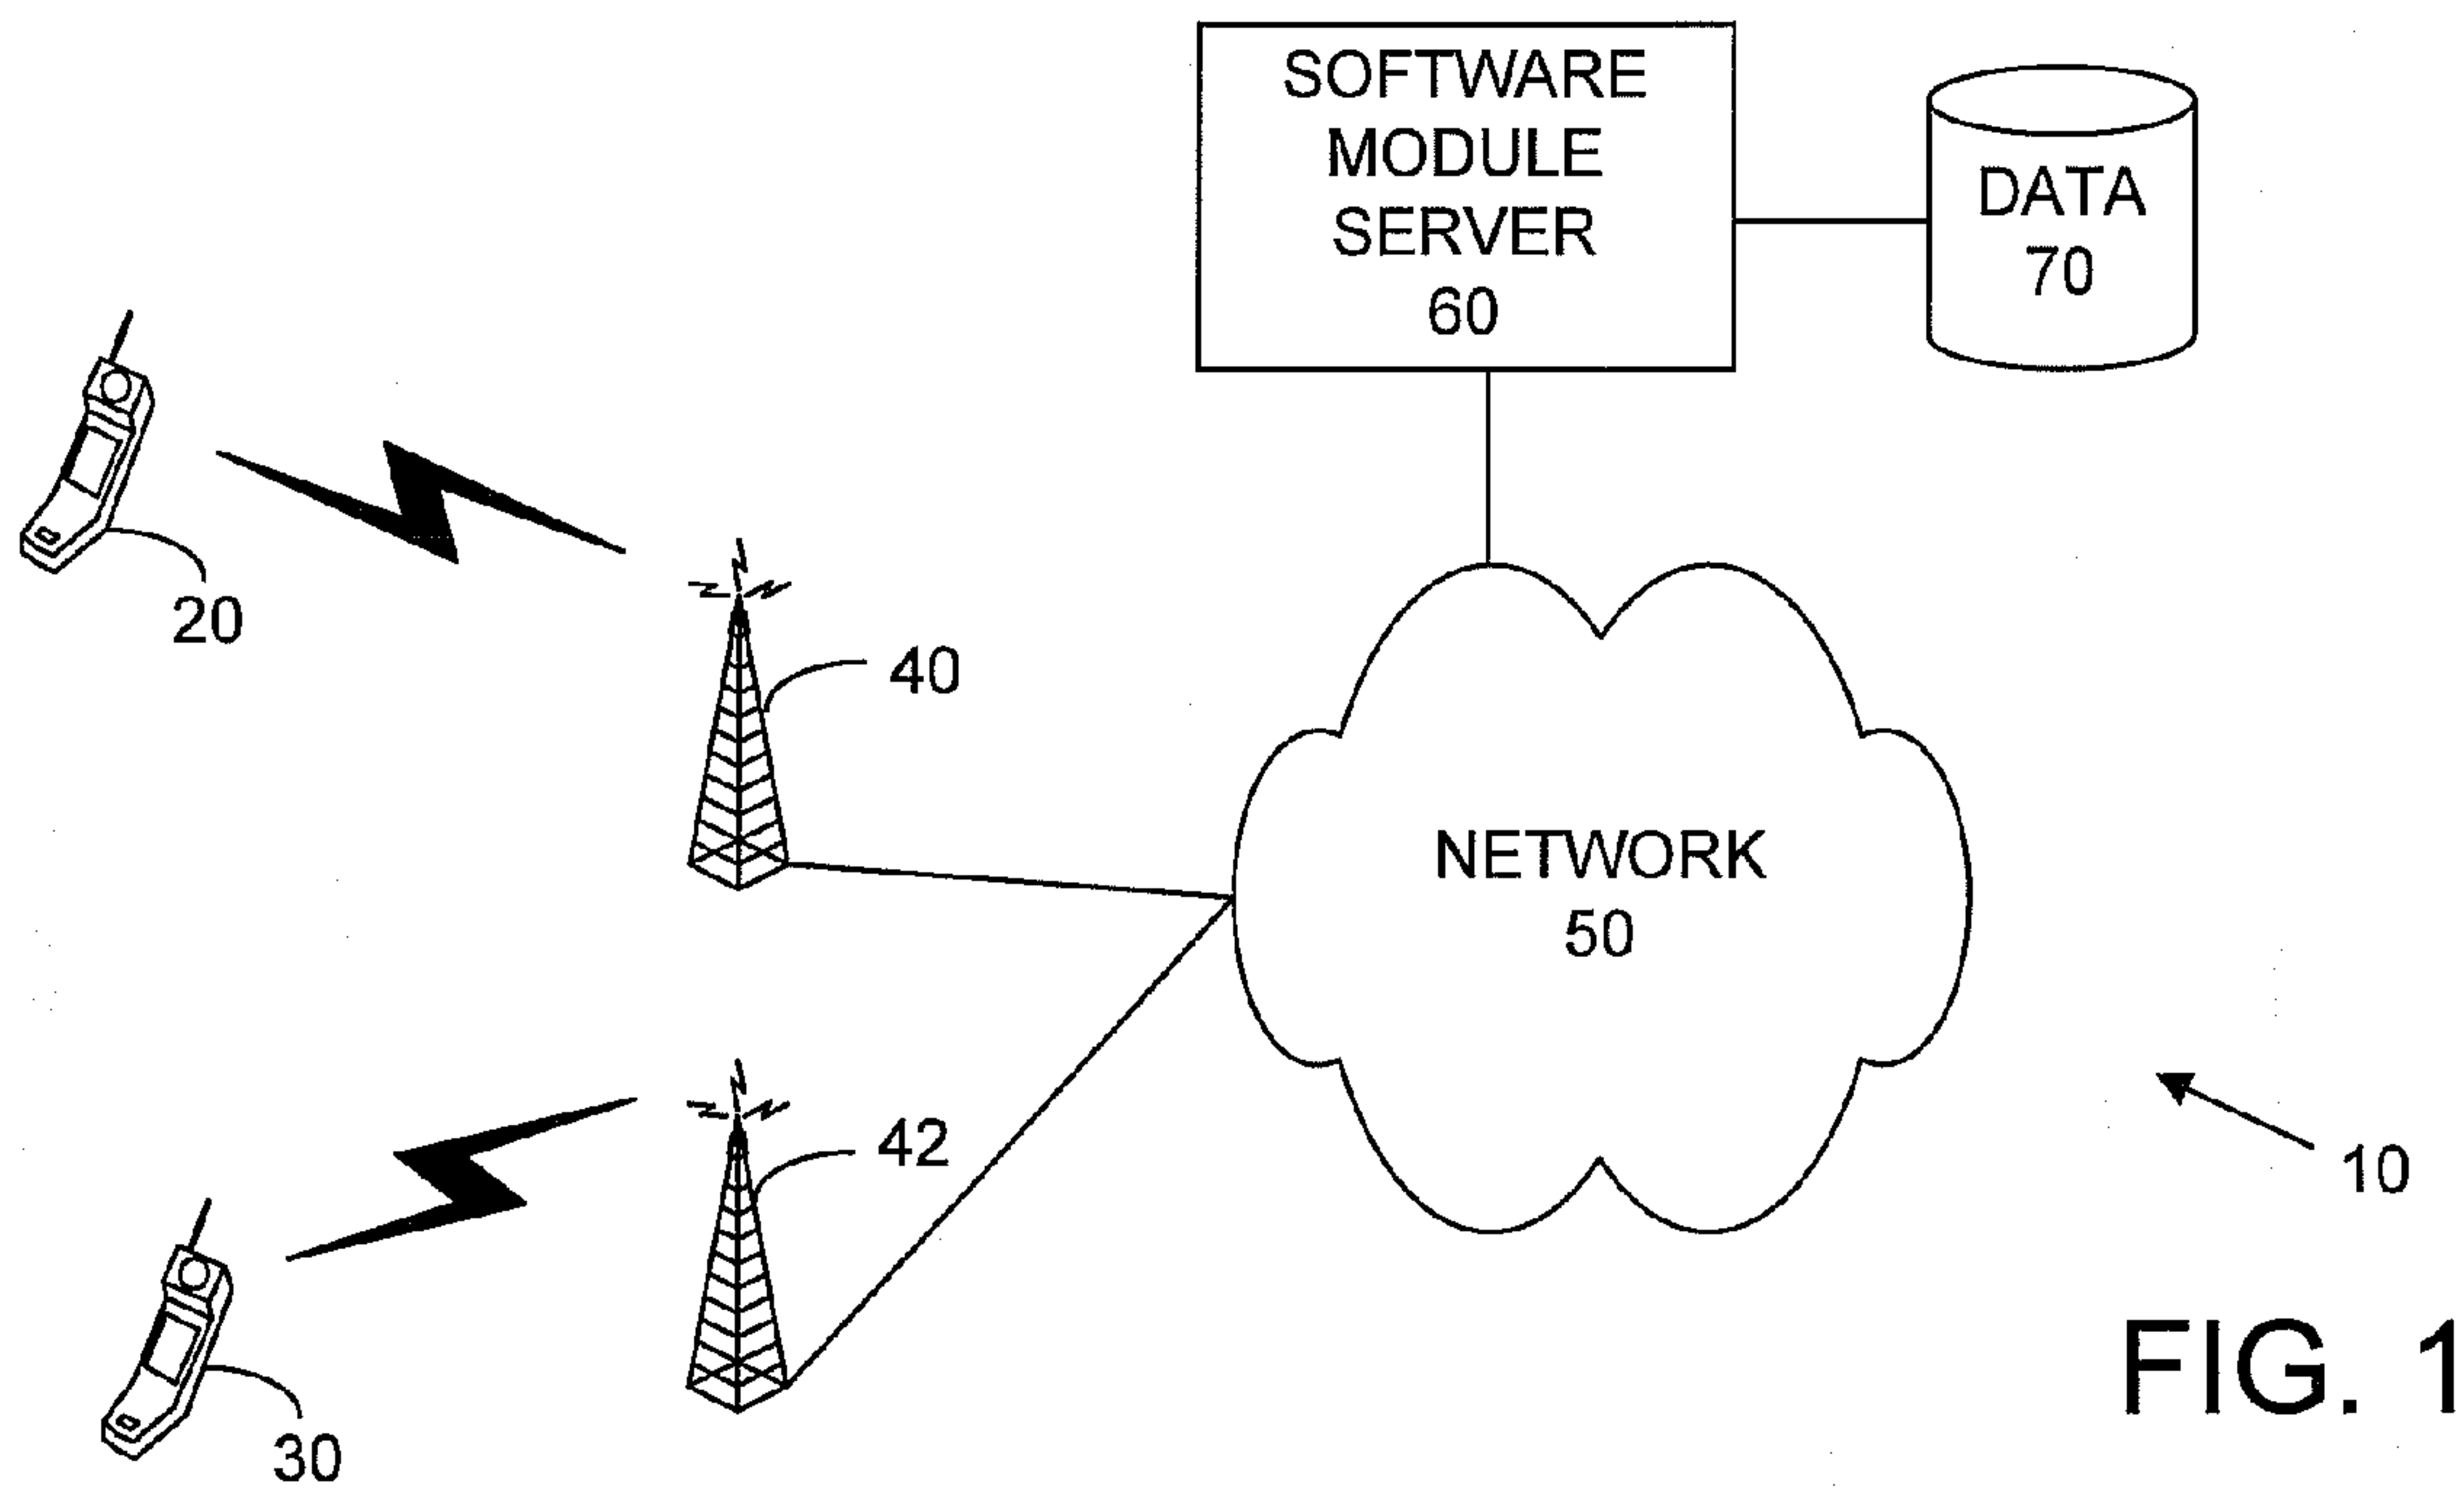 SOFTWARE
MODULE
SERVER
60
DATA
70
20
40
NETWORK
50
42
10
30
FIG. 1